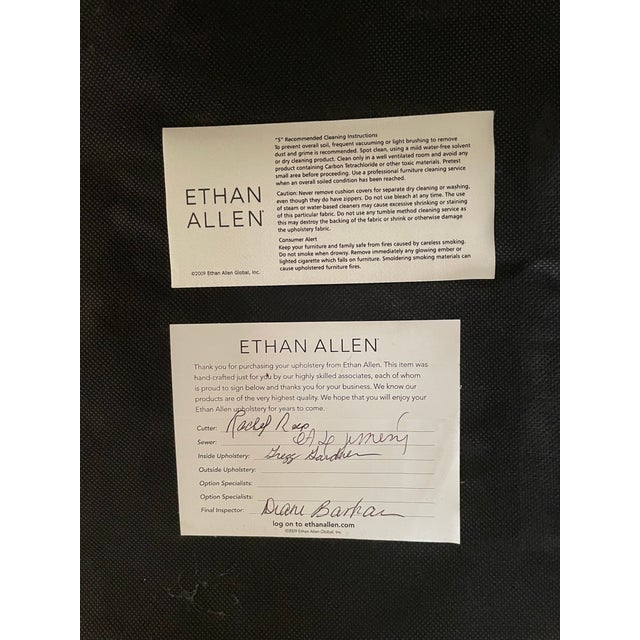 "S" Recommended Cleaning Instructions
To prevent overall soil, frequent vacuuming or light brushing to remove
dust and grime is recommended. Spot clean, using a mild water-free solvent
or dry cleaning product. Clean only in a well ventilated room and avoid any
product containing Carbon Tetrachloride or other toxic materials. Pretest
small area before proceeding. Use a professional furniture cleaning service
when an overall soiled condition has been reached.
Caution: Never remove cushion covers for separate dry cleaning or washing,
even though they do have zippers. Do not use bleach at any time. The use
of steam or water-based cleaners may cause excessive shrinking or staining
of this particular fabric. Do not use any tumble method cleaning service as
this may destroy the backing of the fabric or shrink or otherwise damage
the upholstery fabric.
Consumer Alert
Keep your furniture and family safe from fires caused by careless smoking.
Do not smoke when drowsy. Remove immediately any glowing ember or
lighted cigarette which falls on furniture. Smoldering smoking materials can
cause upholstered furniture fires.
ETHAN
ALLEN®
©2009 Ethan Allen Global, Inc.
ETHAN ALLEN®
Thank you for purchasing your upholstery from Ethan Allen. This item was
hand-crafted just for you by our highly skilled associates, each of whom
is proud to sign below and thanks you for your business. We know our
products are of the very highest quality. We hope that you will enjoy your
Ethan Allen upholstery for years to come.
Cutter: Rachel
Sewer:
Inside Upholstery: Gregg Gardner
Outside Upholstery:
Option Specialists:
Option Specialists:
Final Inspector: Diane
log on to ethanallen.com
©2009 Ethan Allen Global, Inc.